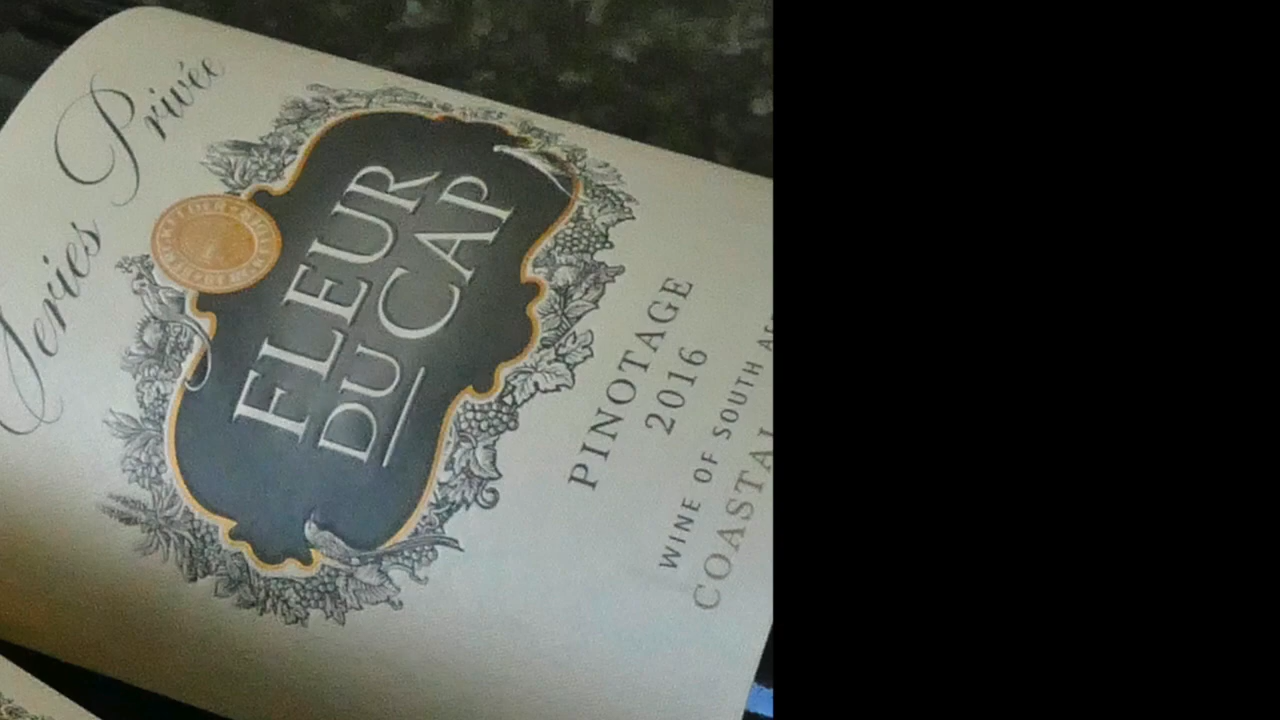 Series Privée
FLEUR
DU CAP
PINOTAGE
2016
WINE OF SOUTH
COASTAL